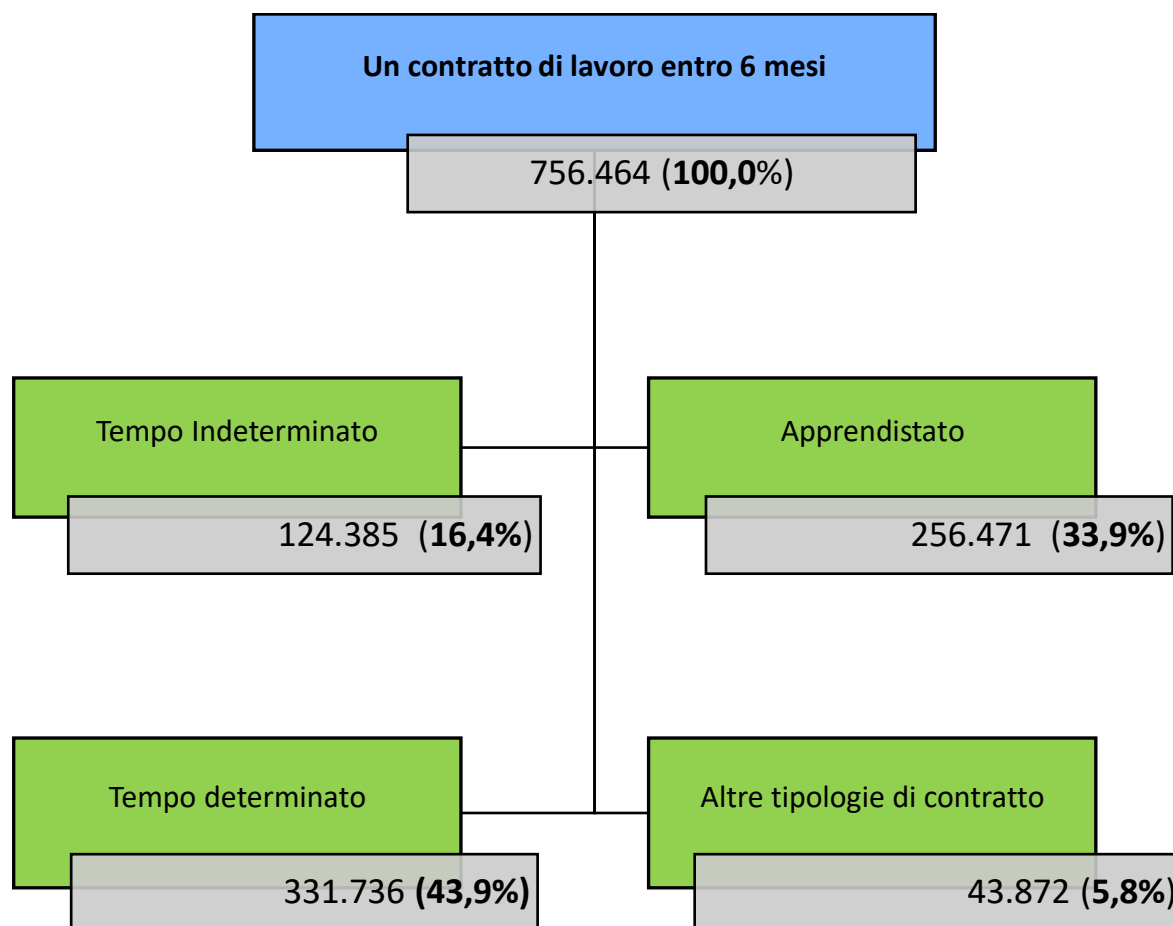 Un contratto di lavoro entro 6 mesi
756.464 (100,0%)
Tempo Indeterminato
124.385 (16,4%)
Apprendistato
256.471 (33,9%)
Tempo determinato
331.736 (43,9%)
Altre tipologie di contratto
43.872 (5,8%)